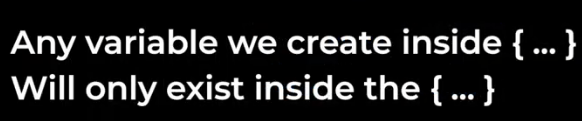 Any variable we create inside { ... }
Will only exist inside the { ... }